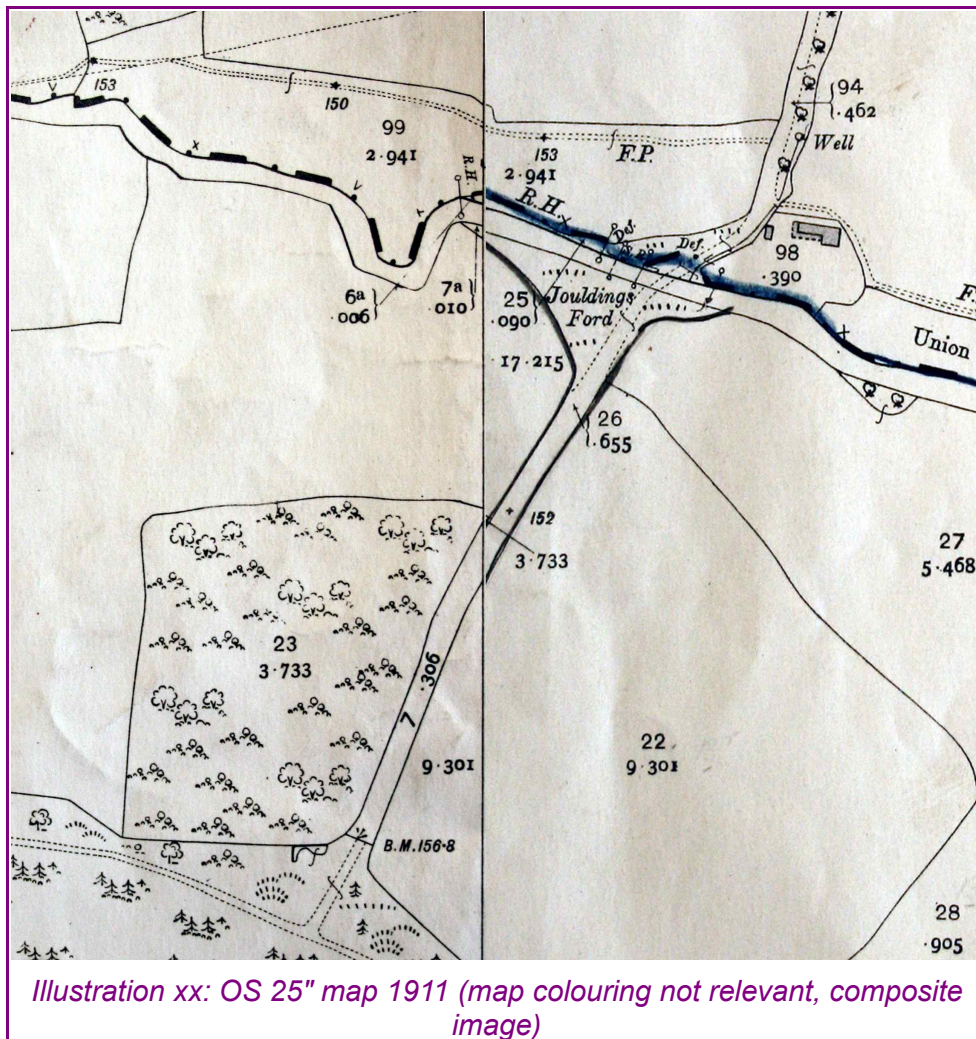 153
150
99
2·941
R.H.
94
·462
Well
153
2·941
F.P.
R.H.
Def.
Def.
98
·390
6a
·006
7a
·010
25
·090
Jouldings
Ford
17·215
Union
F.
26
·655
152
3·733
27
5·468
23
3·733
7
·306
9·301
22
9·301
B.M.156·8
28
·905
Illustration xx: OS 25" map 1911 (map colouring not relevant, composite
image)